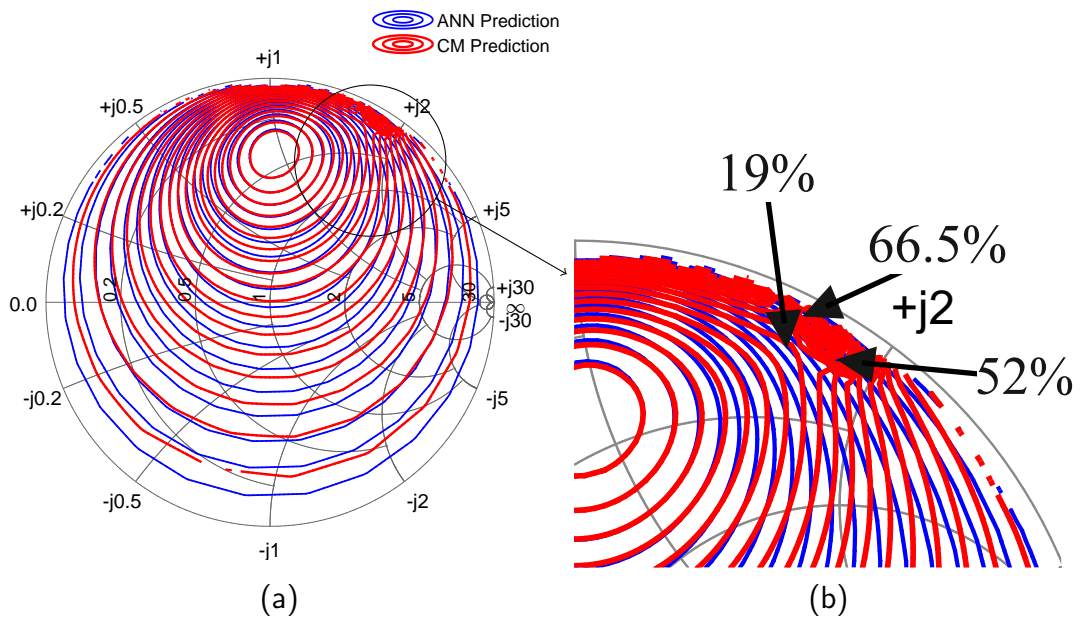 ANN Prediction
CM Prediction
+j1
+j0.5
+j2
+j0.2
+j5
0.0
0.2
0.5
1
2
5
30
+j30
∞
-j30
-j0.2
-j5
-j0.5
-j2
-j1
(a)
19%
66.5%
+j2
52%
(b)